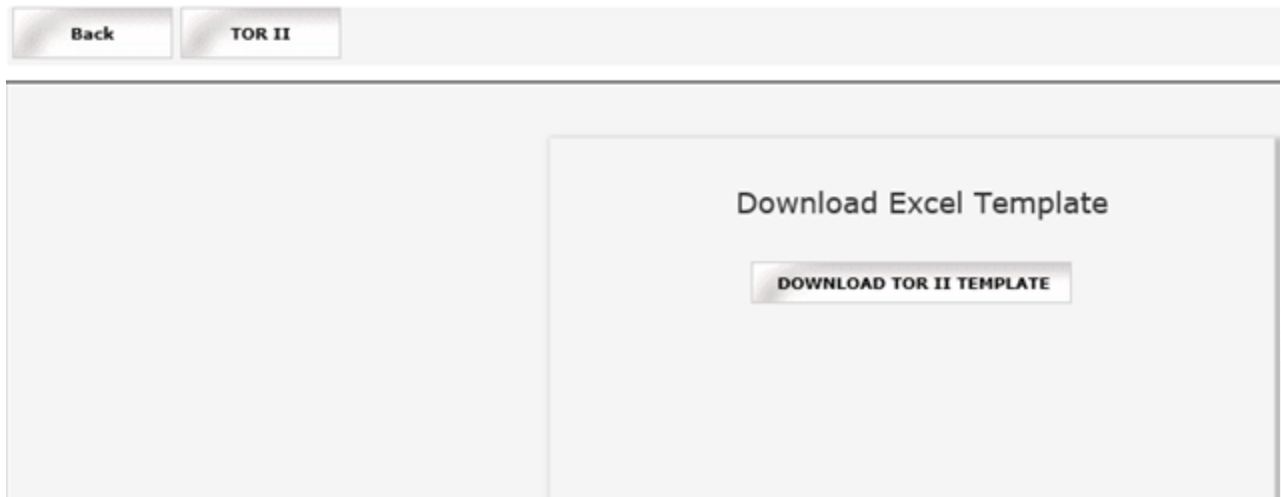 Back TOR II
Download Excel Template
DOWNLOAD TOR II TEMPLATE